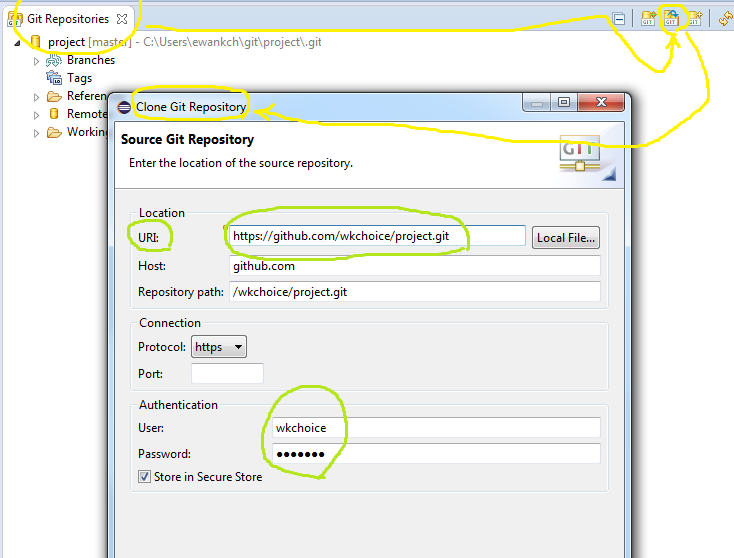 Git Repositories
project [master] - C:\Users\ewankch\git\project\.git
Branches
Tags
Referen
Remote
Working
Clone Git Repository
Source Git Repository
Enter the location of the source repository.
GIT
Location
URI: https://github.com/wkchoice/project.git Local File...
Host: github.com
Repository path: /wkchoice/project.git
Connection
Protocol: https
Port:
Authentication
User: wkchoice
Password: ●●●●●●●
Store in Secure Store